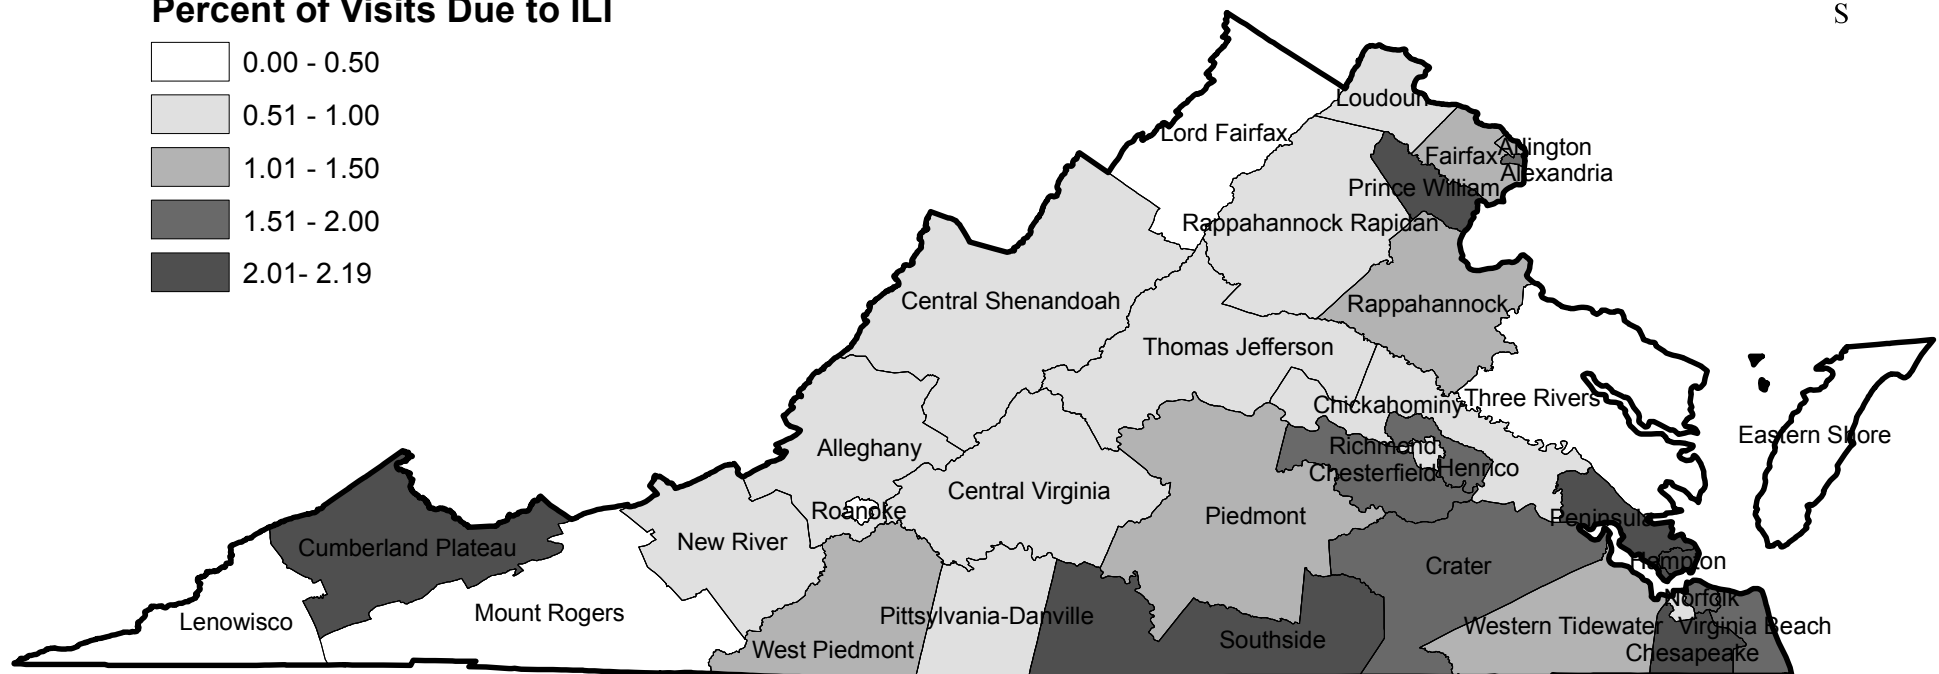 Percent of Visits Due to ILI
S
0.00 - 0.50
0.51 - 1.00
1.01 - 1.50
1.51 - 2.00
2.01- 2.19
Loudoun
Lord Fairfax
Arlington
Fairfax
Alexandria
Prince William
Rappahannock Rapidan
Central Shenandoah
Rappahannock
Thomas Jefferson
Three Rivers
Chickahominy
Eastern Shore
Alleghany
Richmond
Henrico
Chesterfield
Central Virginia
Roanoke
Piedmont
Peninsula
New River
Cumberland Plateau
Hampton
Crater
Norfolk
Mount Rogers
Pittsylvania-Danville
Lenowisco
Western Tidewater
Virginia Beach
Southside
West Piedmont
Chesapeake